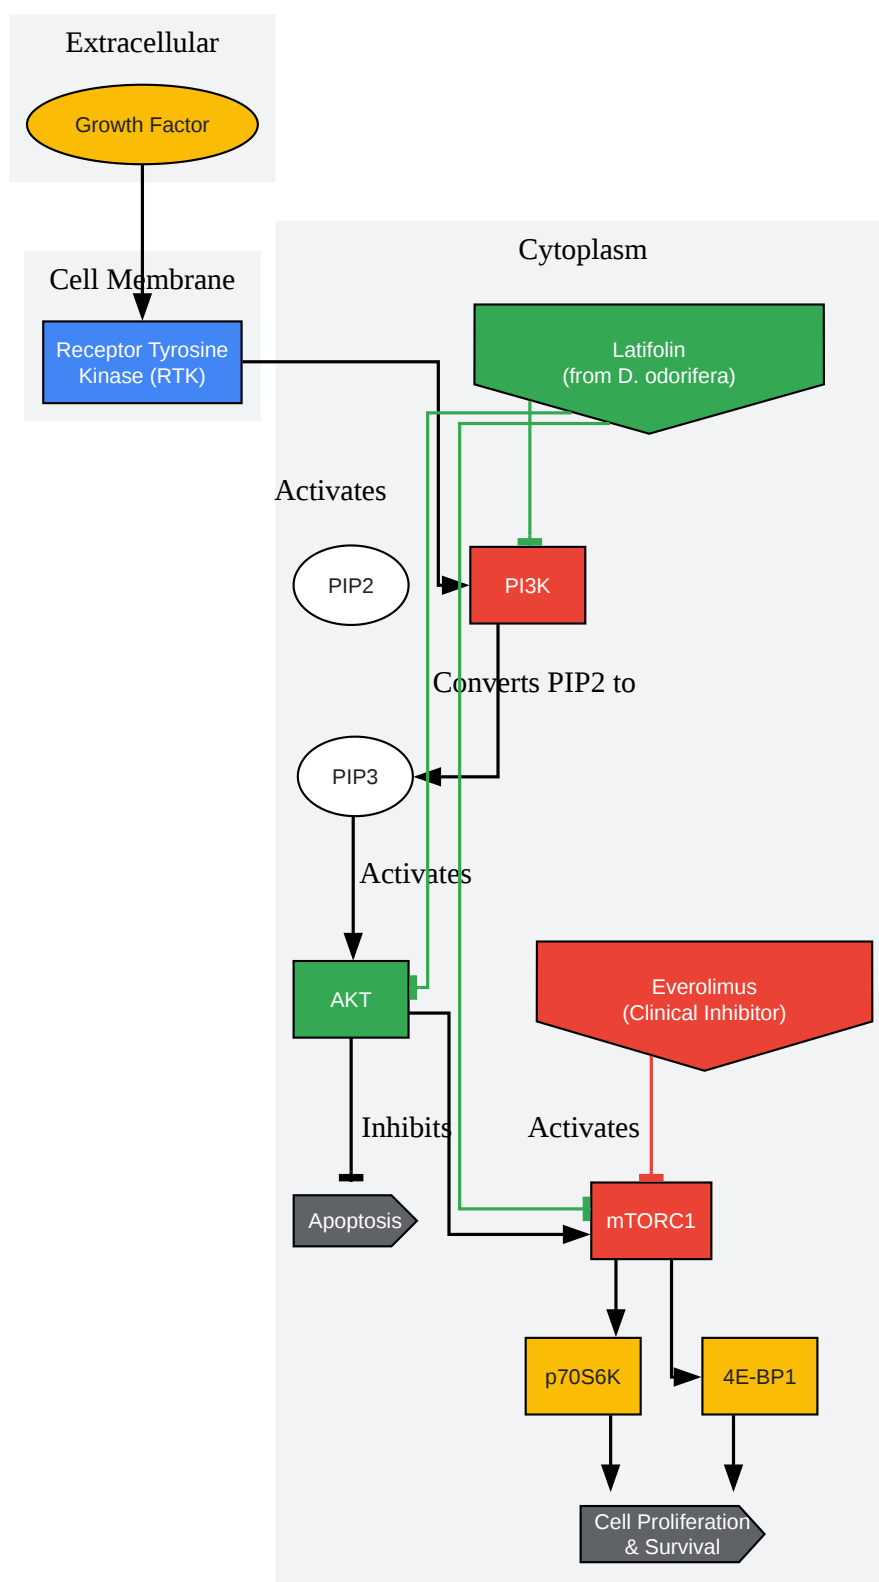 Extracellular
Growth Factor
Cell Membrane
Receptor Tyrosine
Kinase (RTK)
Cytoplasm
Latifolin
(from D. odorifera)
Activates
PIP2
PI3K
Converts PIP2 to
PIP3
Activates
AKT
Everolimus
(Clinical Inhibitor)
Inhibits
Activates
Apoptosis
mTORC1
p70S6K
4E-BP1
Cell Proliferation
& Survival